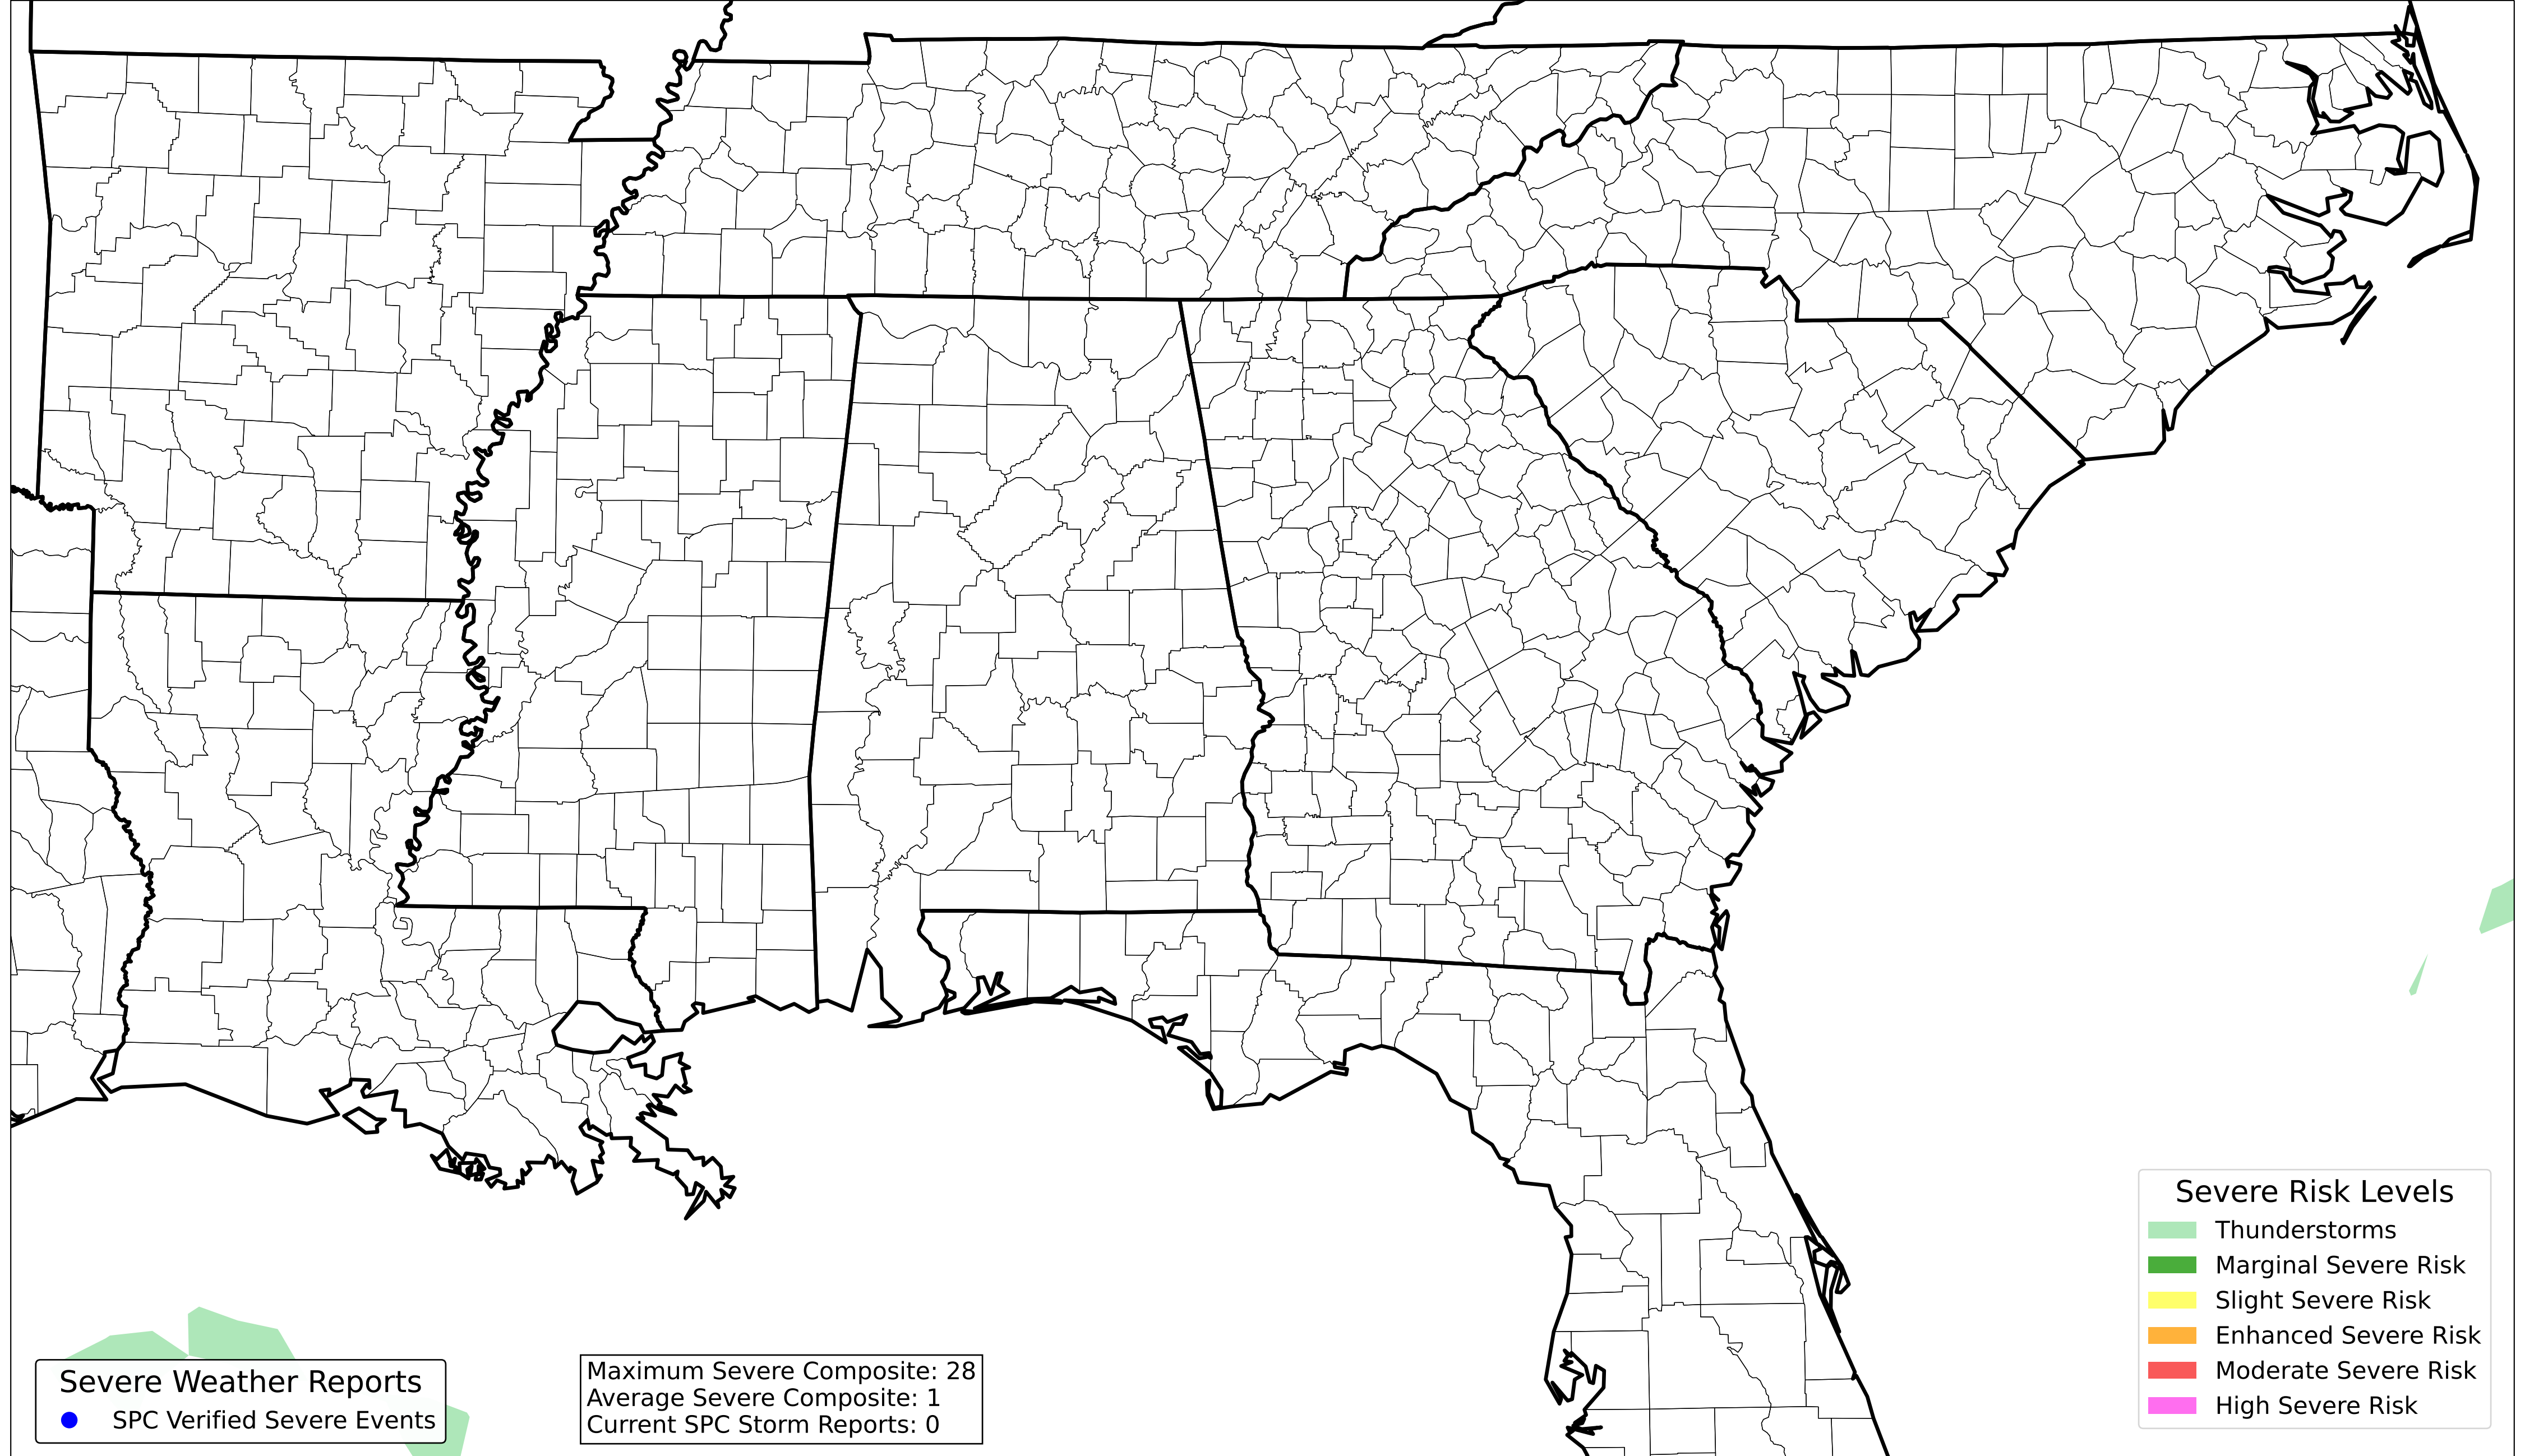 Severe Weather Reports
SPC Verified Severe Events
Maximum Severe Composite: 28
Average Severe Composite: 1
Current SPC Storm Reports: 0
Severe Risk Levels
Thunderstorms
Marginal Severe Risk
Slight Severe Risk
Enhanced Severe Risk
Moderate Severe Risk
High Severe Risk